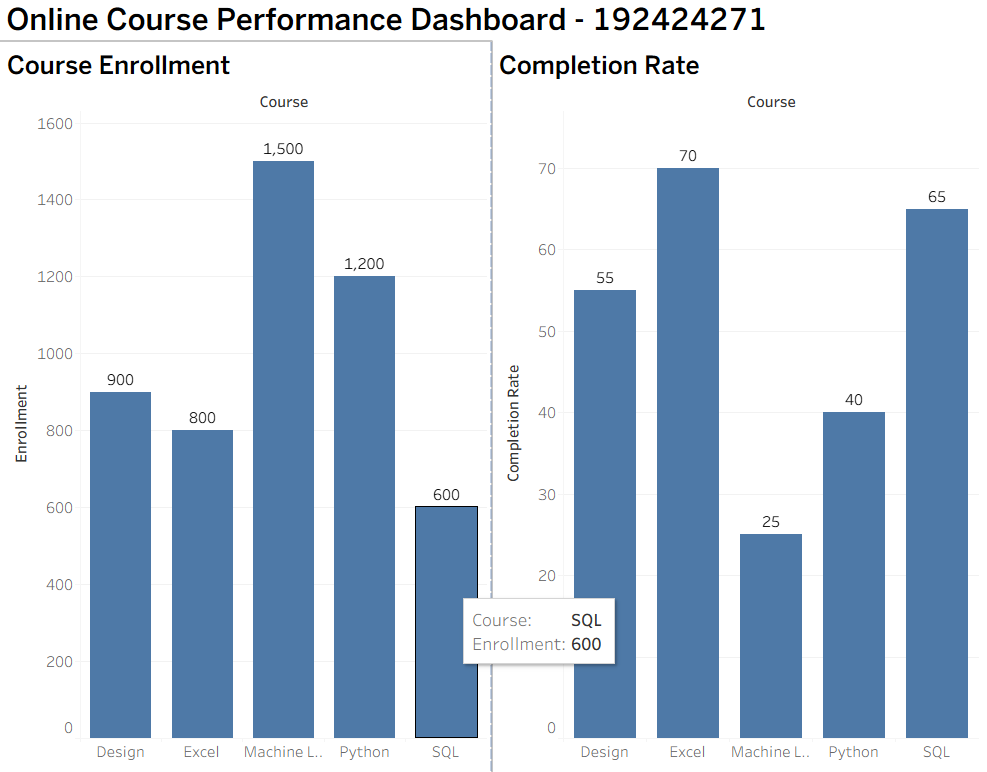 Online Course Performance Dashboard - 192424271
Course Enrollment
Course
Enrollment
1600
1400
1200
1000
800
600
400
200
0
900
800
1,500
1,200
600
Design
Excel
Machine L..
Python
SQL
Course: SQL
Enrollment: 600
Completion Rate
Course
Completion Rate
70
60
50
40
30
20
0
55
70
25
40
65
Design
Excel
Machine L..
Python
SQL